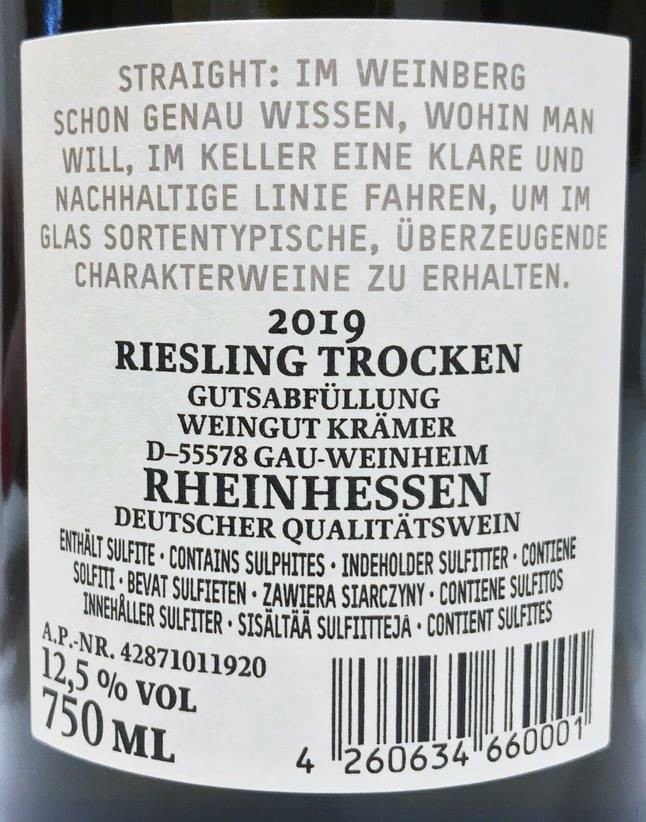 STRAIGHT: IM WEINBERG
SCHON GENAU WISSEN, WOHIN MAN
WILL, IM KELLER EINE KLARE UND
NACHHALTIGE LINIE FAHREN, UM IM
GLAS SORTENTYPISCHE, ÜBERZEUGENDE
CHARAKTERWEINE ZU ERHALTEN.
2019
RIESLING TROCKEN
GUTSABFÜLLUNG
WEINGUT KRÄMER
D–55578 GAU-WEINHEIM
RHEINHESSEN
DEUTSCHER QUALITÄTSWEIN
ENTHÄLT SULFITE · CONTAINS SULPHITES · INDEHOLDER SULFITTER · CONTIENE
SOLFITI · BEVAT SULFIETEN · ZAWIERA SIARCZYNY · CONTIENE SULFITOS
INNEHÅLLER SULFITER · SISÄLTÄÄ SULFIITTEJA · CONTIENT SULFITES
A.P.-NR. 42871011920
12,5 % VOL
750 ML
4 260634 660001